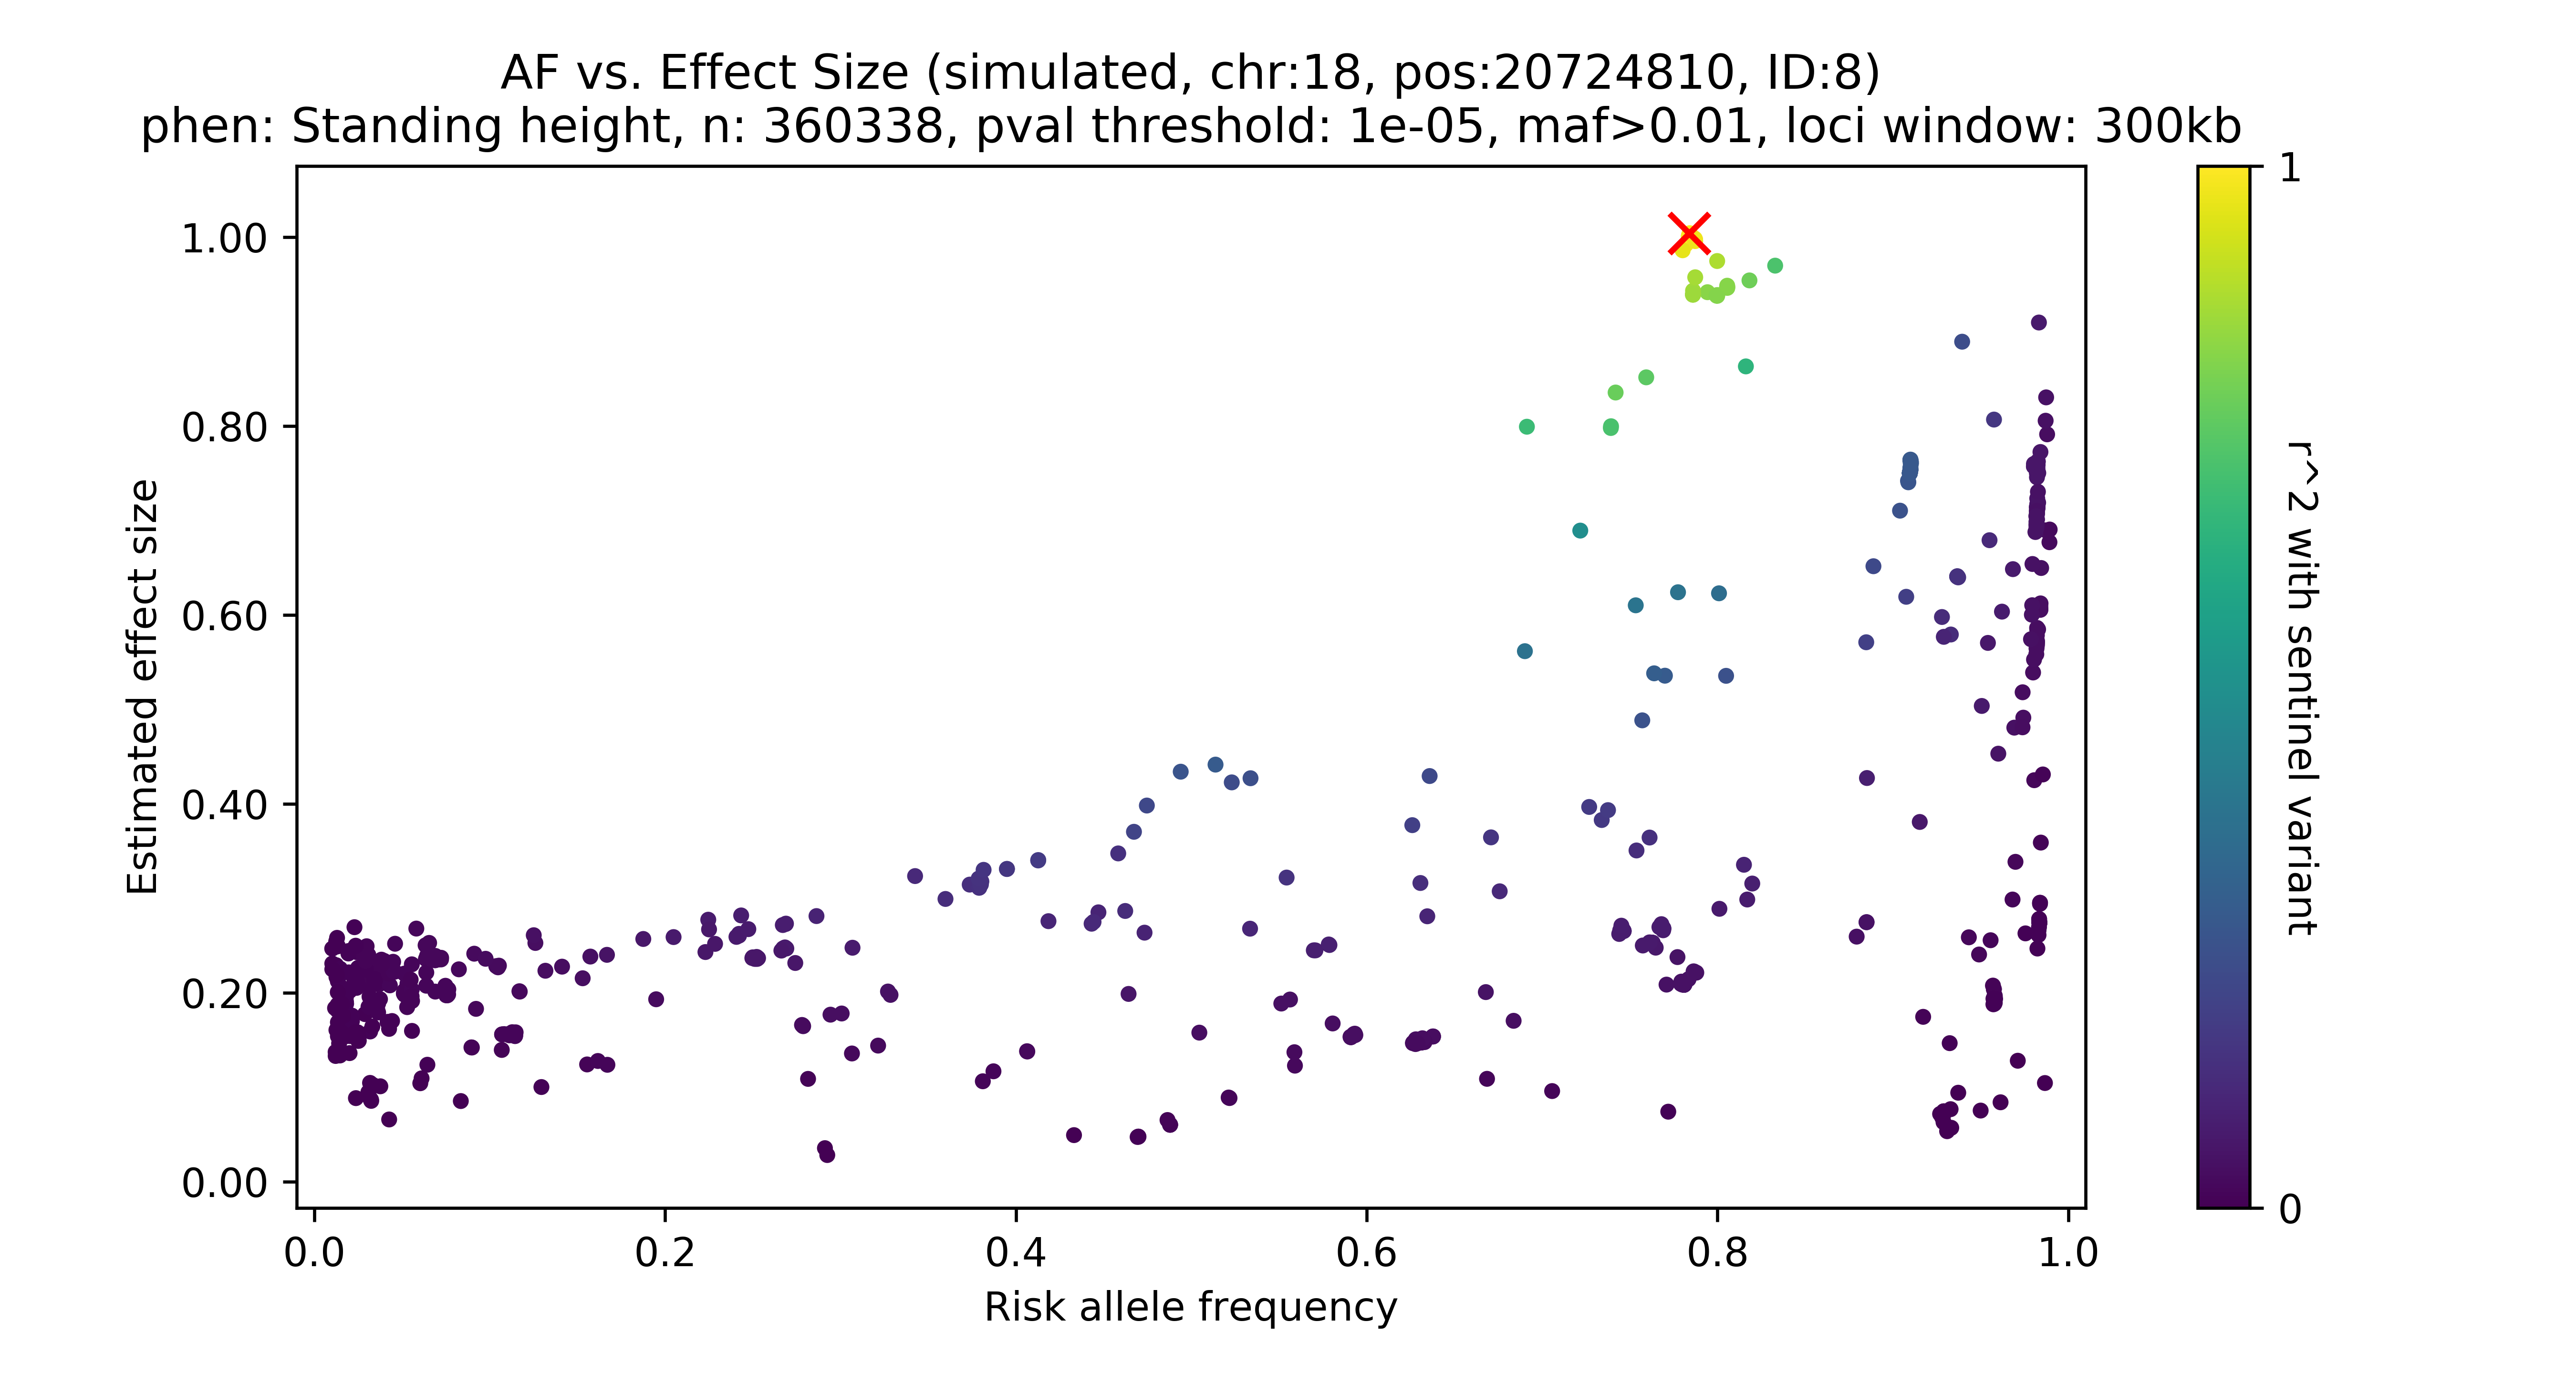 AF vs. Effect Size (simulated, chr:18, pos:20724810, ID:8)
phen: Standing height, n: 360338, pval threshold: 1e-05, maf>0.01, loci window: 300kb
1
1.00
0.80
0.60
0.40
0.20
0.00
Estimated effect size
r^2 with sentinel variant
0
0.0
0.2
0.4
0.6
0.8
1.0
Risk allele frequency